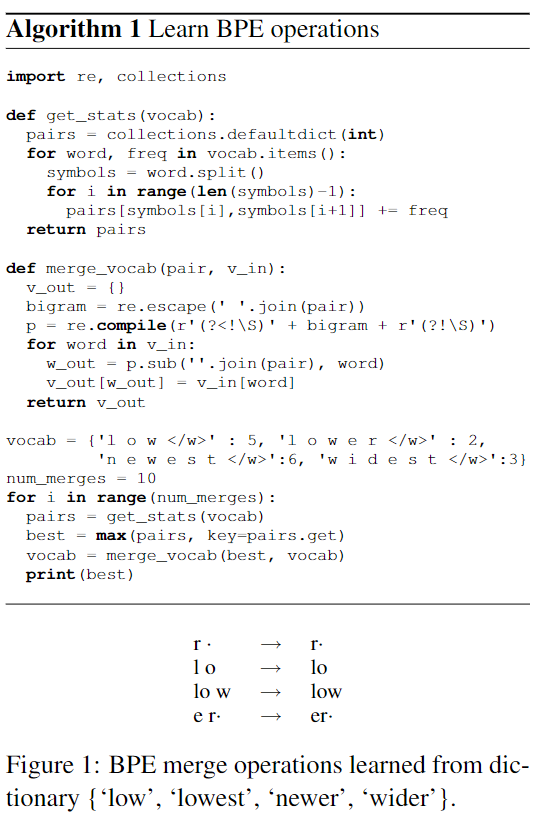 Algorithm 1 Learn BPE operations
import re, collections
def get_stats(vocab):
  pairs = collections.defaultdict(int)
  for word, freq in vocab.items():
    symbols = word.split()
    for i in range(len(symbols)-1):
      pairs[symbols[i],symbols[i+1]] += freq
  return pairs
def merge_vocab(pair, v_in):
  v_out = {}
  bigram = re.escape(' '.join(pair))
  p = re.compile(r'(?<!\S)' + bigram + r'(?!\S)')
  for word in v_in:
    w_out = p.sub(''.join(pair), word)
    v_out[w_out] = v_in[word]
  return v_out
vocab = {'l o w </w>' : 5, 'l o w e r </w>' : 2,
         'n e w e s t </w>':6, 'w i d e s t </w>':3}
num_merges = 10
for i in range(num_merges):
  pairs = get_stats(vocab)
  best = max(pairs, key=pairs.get)
  vocab = merge_vocab(best, vocab)
  print(best)
r · → r·
l o → lo
lo w → low
e r· → er·
Figure 1: BPE merge operations learned from dic-
tionary {‘low’, ‘lowest’, ‘newer’, ‘wider’}.